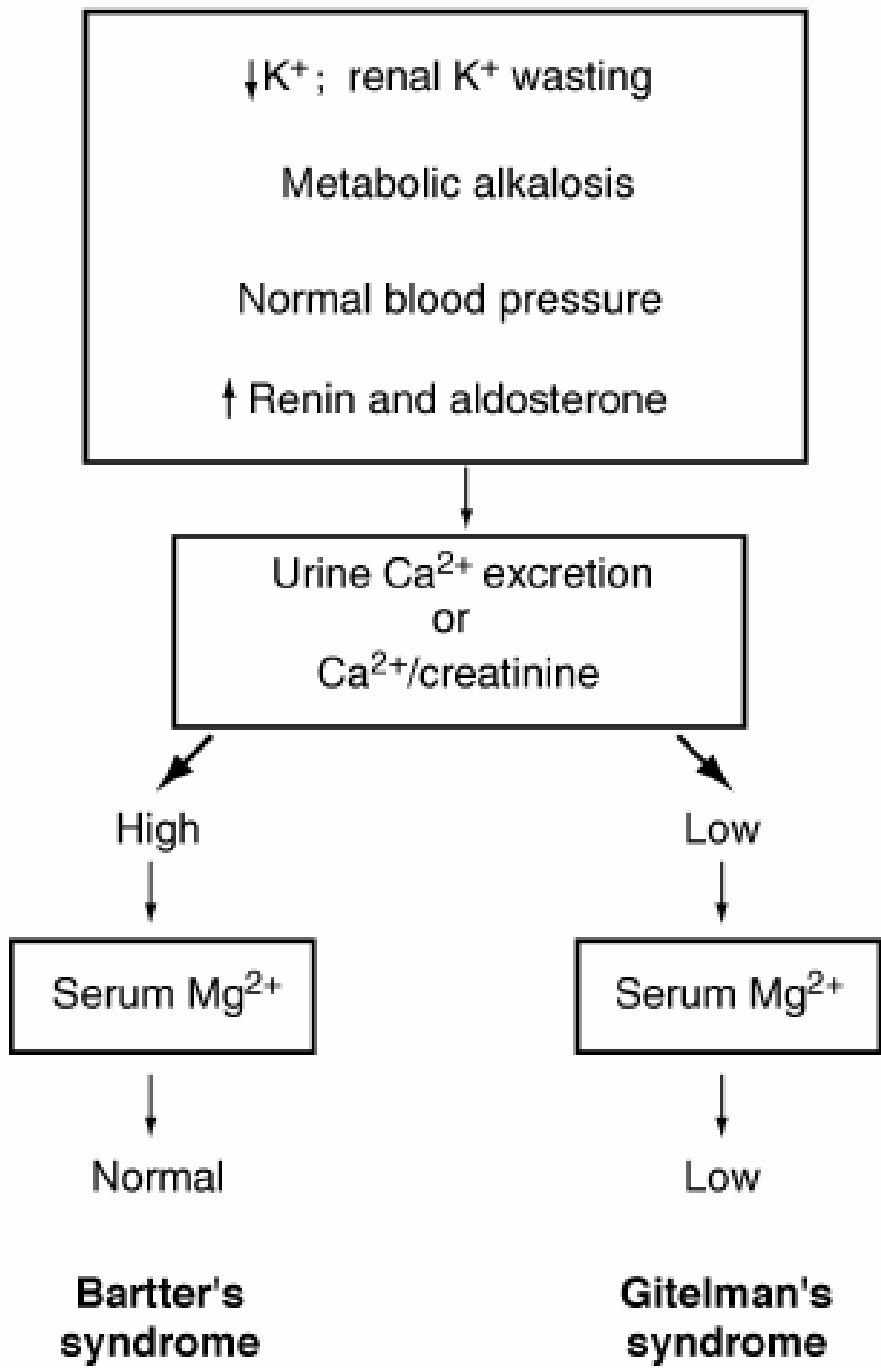 ↓K⁺; renal K⁺ wasting
Metabolic alkalosis
Normal blood pressure
↑ Renin and aldosterone
Urine Ca²⁺ excretion
or
Ca²⁺/creatinine
High
Low
Serum Mg²⁺
Serum Mg²⁺
Normal
Low
Bartter's
syndrome
Gitelman's
syndrome